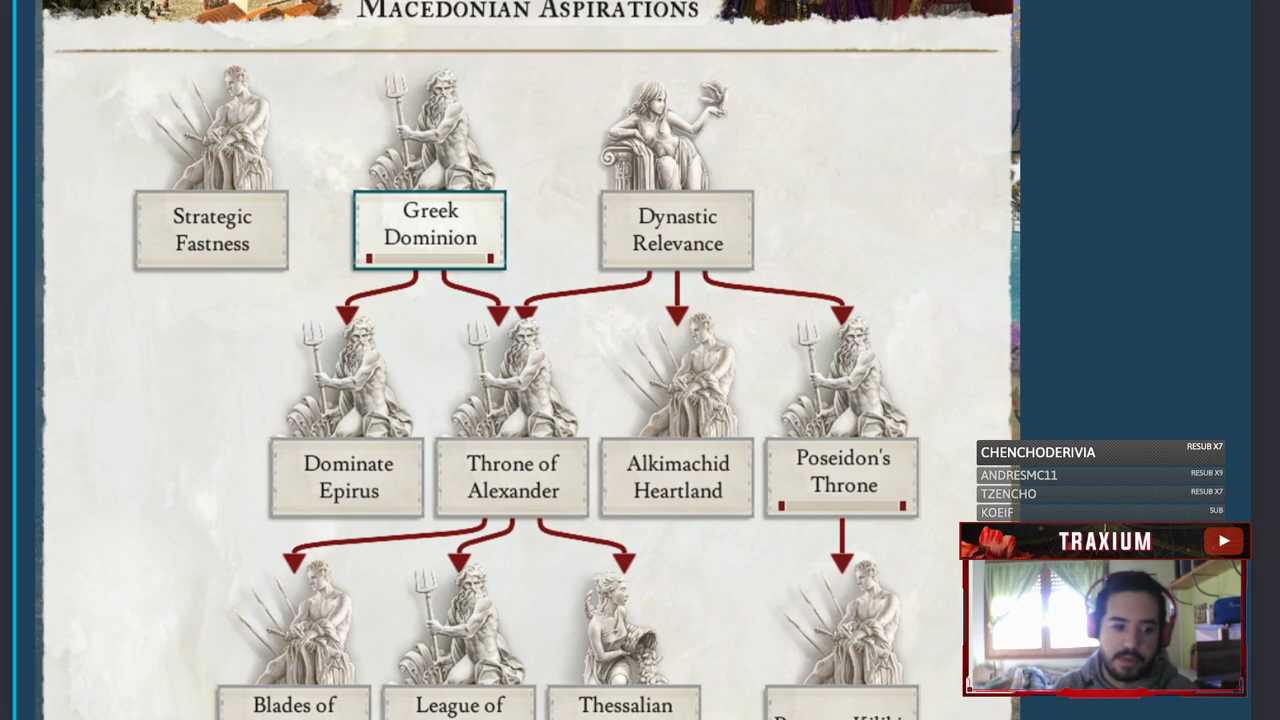 MACEDONIAN ASPIRATIONS
Strategic
Fastness
Greek
Dominion
Dynastic
Relevance
Dominate
Epirus
Throne of
Alexander
Alkimachid
Heartland
Poseidon's
Throne
Blades of
League of
Thessalian
CHENCHODERIVIA RESUB X7
ANDRESMC11 RESUB X9
TZENCHO RESUB X7
KOEIF SUB
TRAXIUM